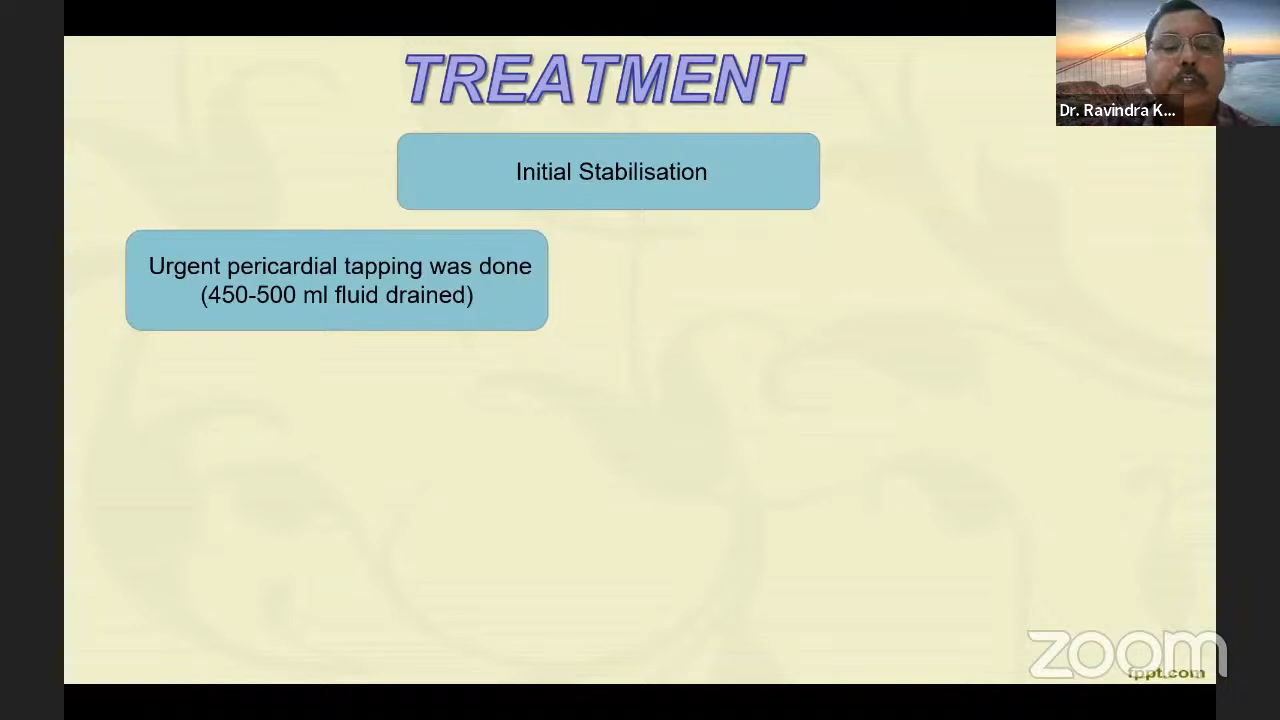 TREATMENT
Dr. Ravindra K...
Initial Stabilisation
Urgent pericardial tapping was done
(450-500 ml fluid drained)
zoom
fppt.com